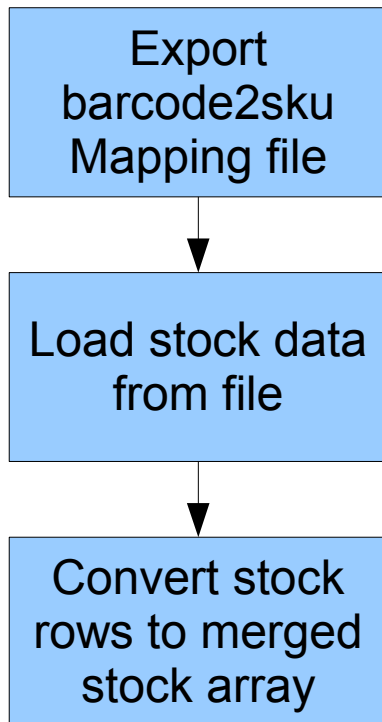 Export
barcode2sku
Mapping file
Load stock data
from file
Convert stock
rows to merged
stock array